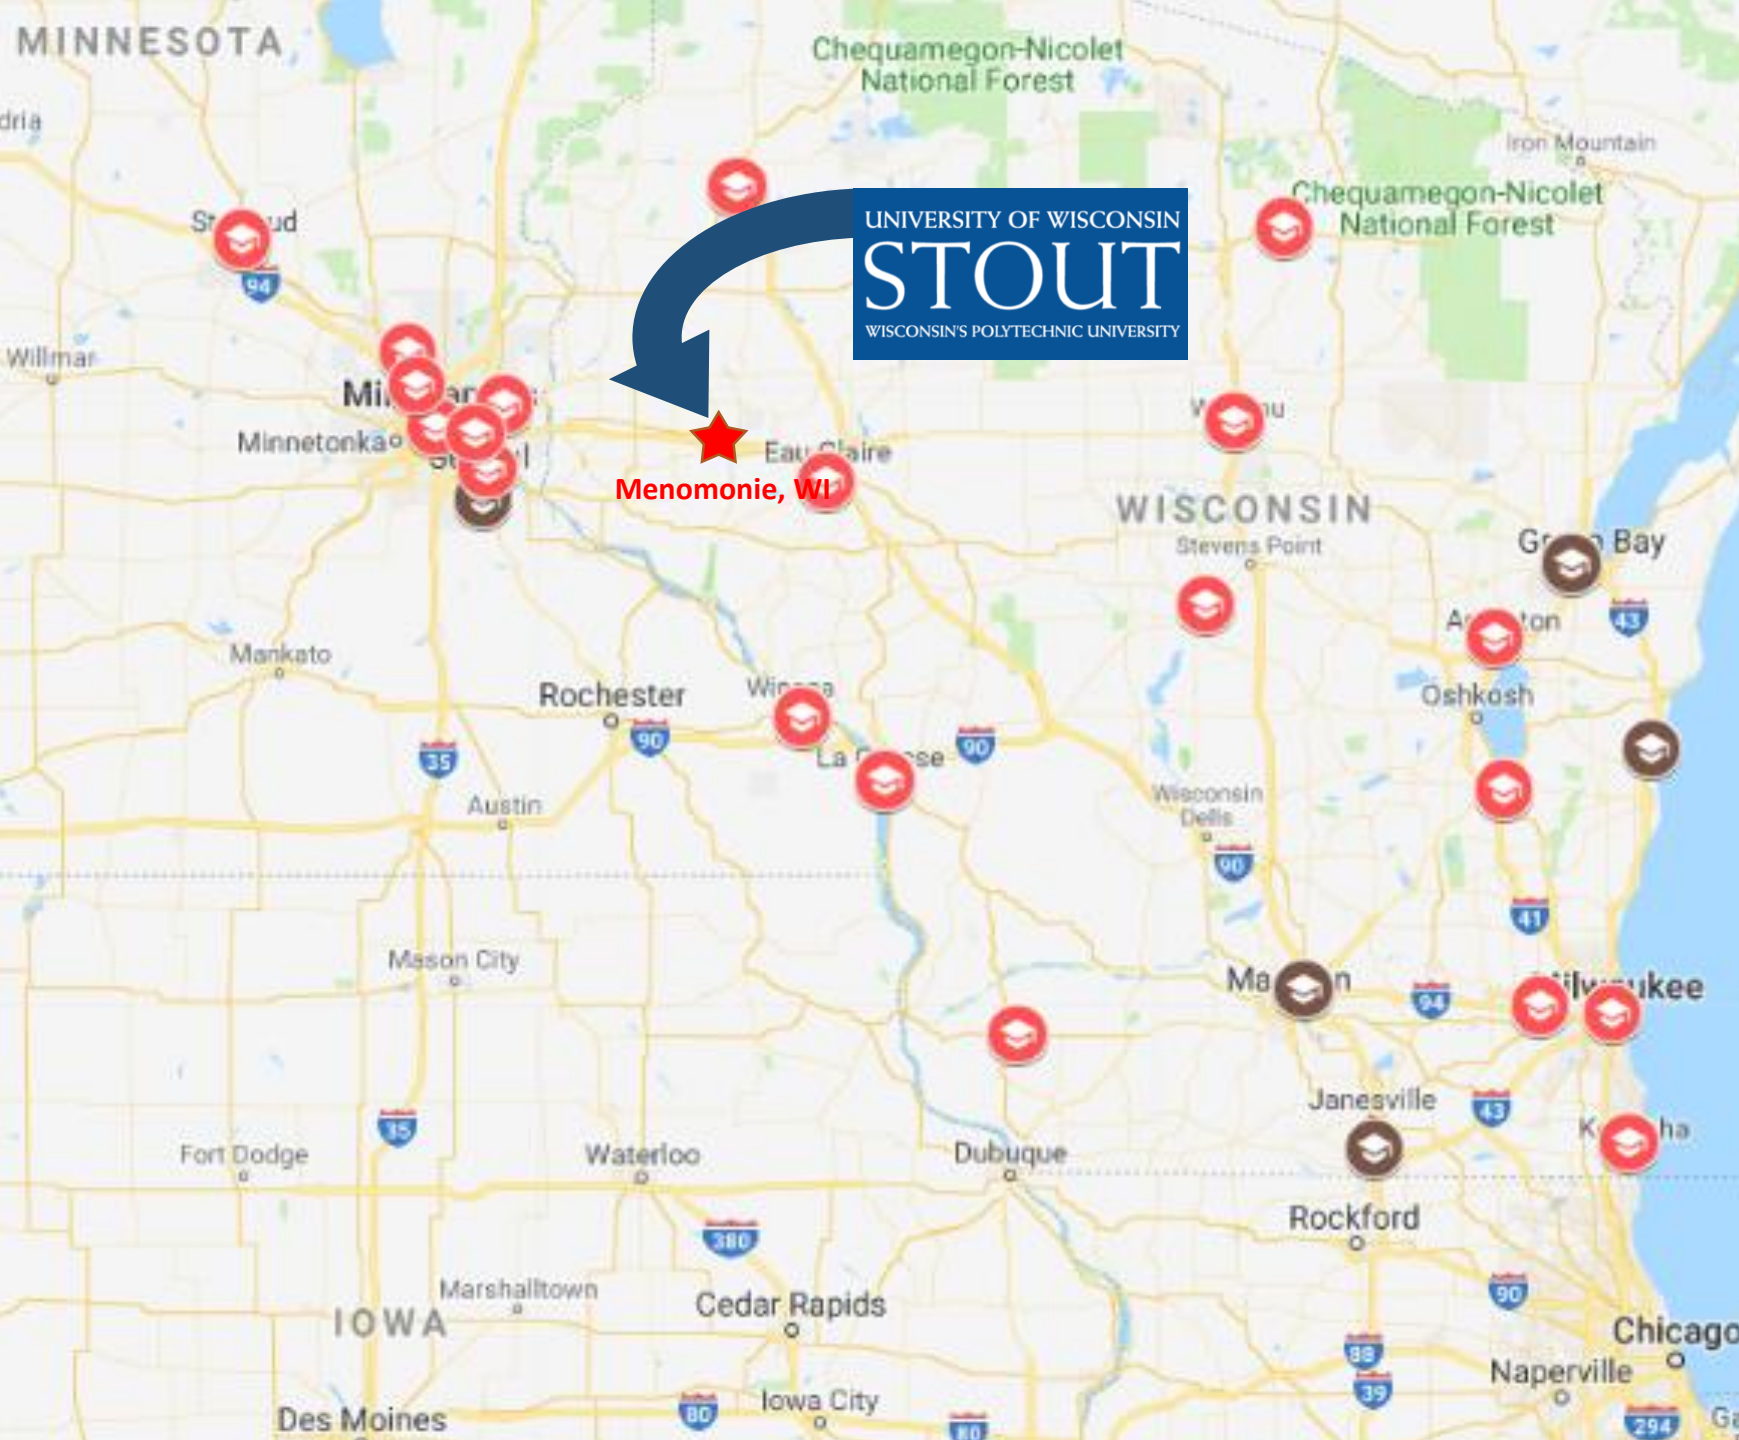 MINNESOTA
Chequamegon-Nicolet
National Forest
dria
Iron Mountain
Chequamegon-Nicolet
National Forest
UNIVERSITY OF WISCONSIN
STOUT
WISCONSIN'S POLYTECHNIC UNIVERSITY
94
Willmar
Minnetonka
Eau Claire
Menomonie, WI
WISCONSIN
Stevens Point
Bay
43
Mankato
Rochester
Oshkosh
90
90
35
Austin
Wisconsin
Dells
90
41
Mason City
94
Janesville
43
35
Fort Dodge
Waterloo
Dubuque
Rockford
380
Marshalltown
Cedar Rapids
90
IOWA
Chicago
88
Naperville
39
Iowa City
80
Des Moines
80
294
Ga